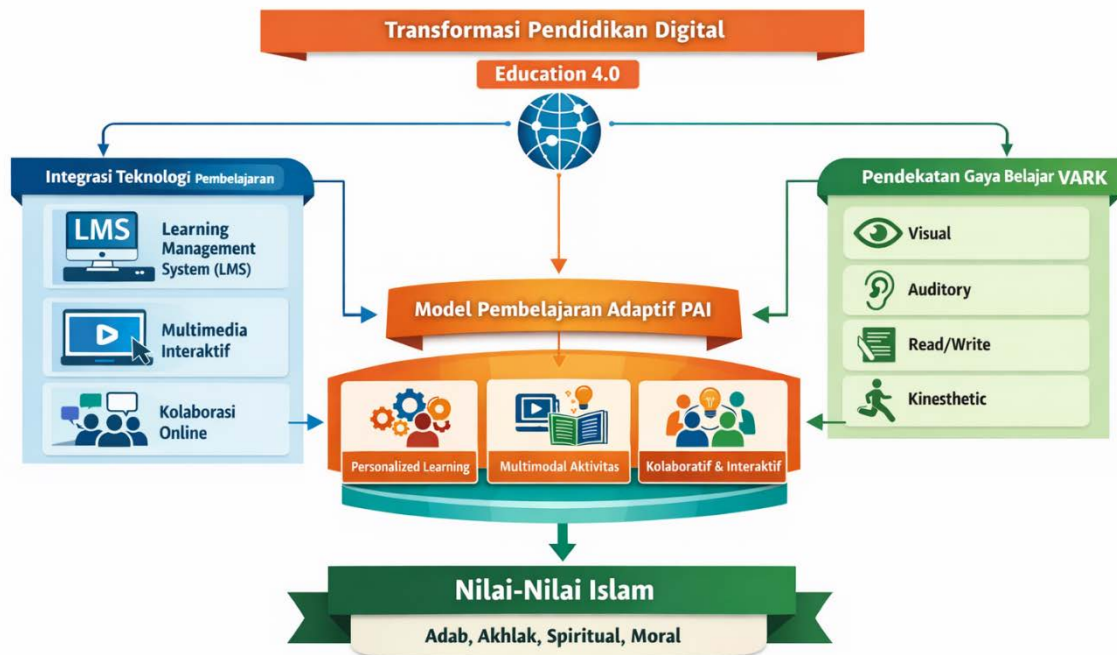 Transformasi Pendidikan Digital
Education 4.0
Integrasi Teknologi Pembelajaran
LMS
Learning
Management
System (LMS)
Multimedia
Interaktif
Kolaborasi
Online
Pendekatan Gaya Belajar VARK
Visual
Auditory
Read/Write
Kinesthetic
Model Pembelajaran Adaptif PAI
Personalized Learning
Multimodal Aktivitas
Kolaboratif & Interaktif
Nilai-Nilai Islam
Adab, Akhlak, Spiritual, Moral